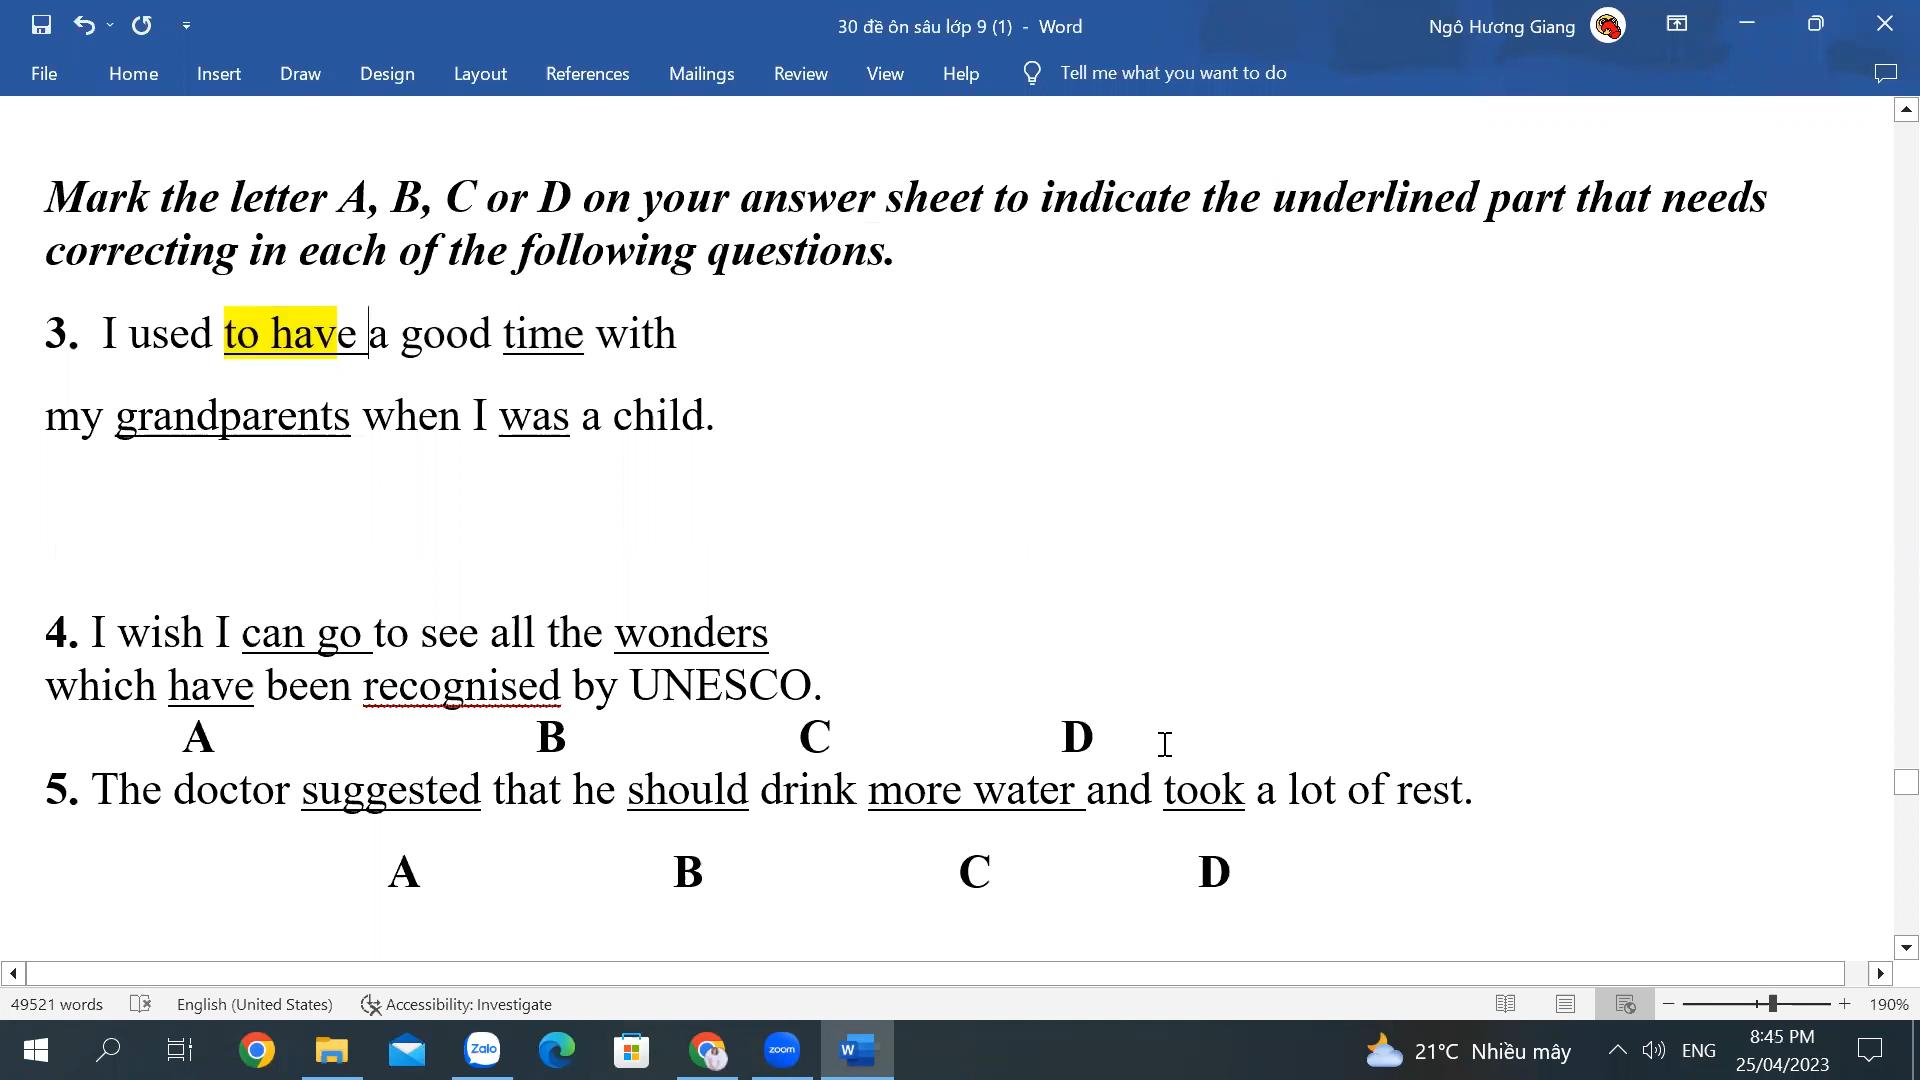 30 đề ôn sâu lớp 9 (1) - Word
Ngô Hương Giang
File Home Insert Draw Design Layout References Mailings Review View Help Tell me what you want to do
Mark the letter A, B, C or D on your answer sheet to indicate the underlined part that needs
correcting in each of the following questions.
3. I used to have a good time with
my grandparents when I was a child.
4. I wish I can go to see all the wonders
which have been recognised by UNESCO.
A B C D
5. The doctor suggested that he should drink more water and took a lot of rest.
A B C D
49521 words English (United States) Accessibility: Investigate 190%
Zalo zoom W 21°C Nhiều mây ENG 8:45 PM
25/04/2023